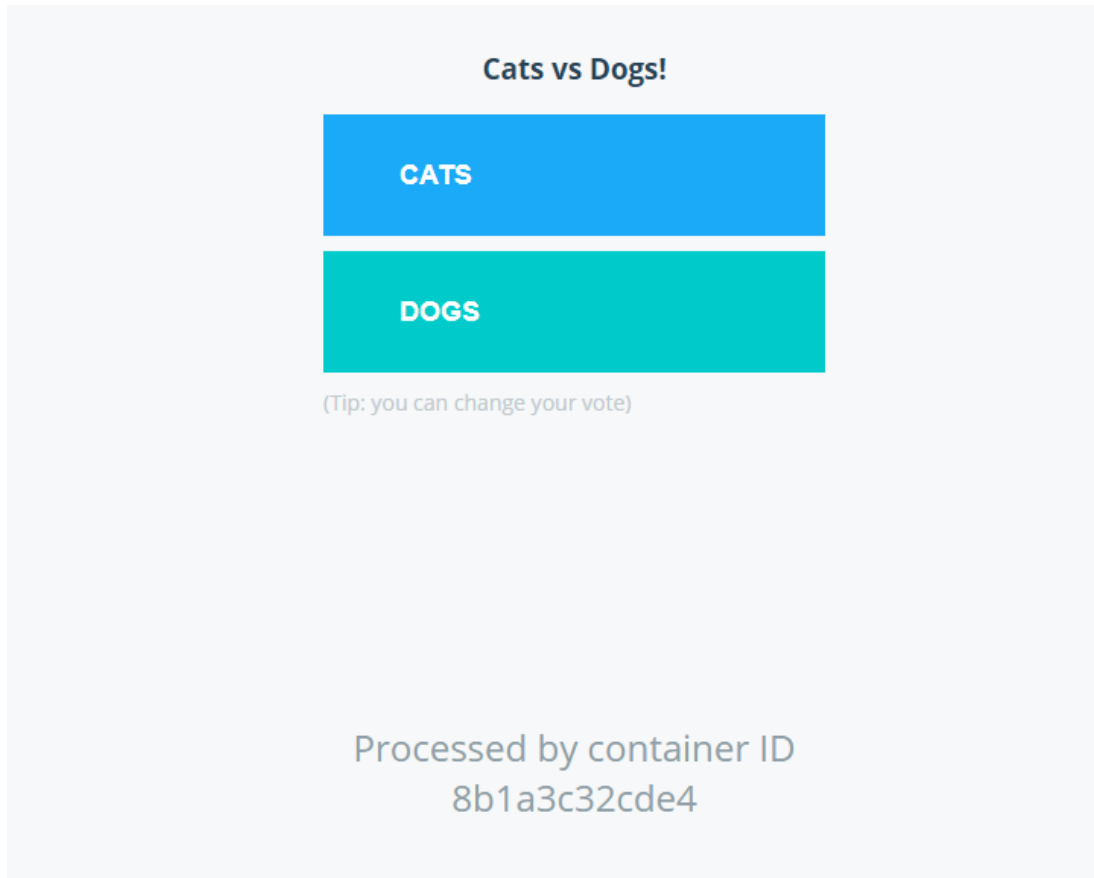 Cats vs Dogs!
CATS
DOGS
(Tip: you can change your vote)
Processed by container ID
8b1a3c32cde4